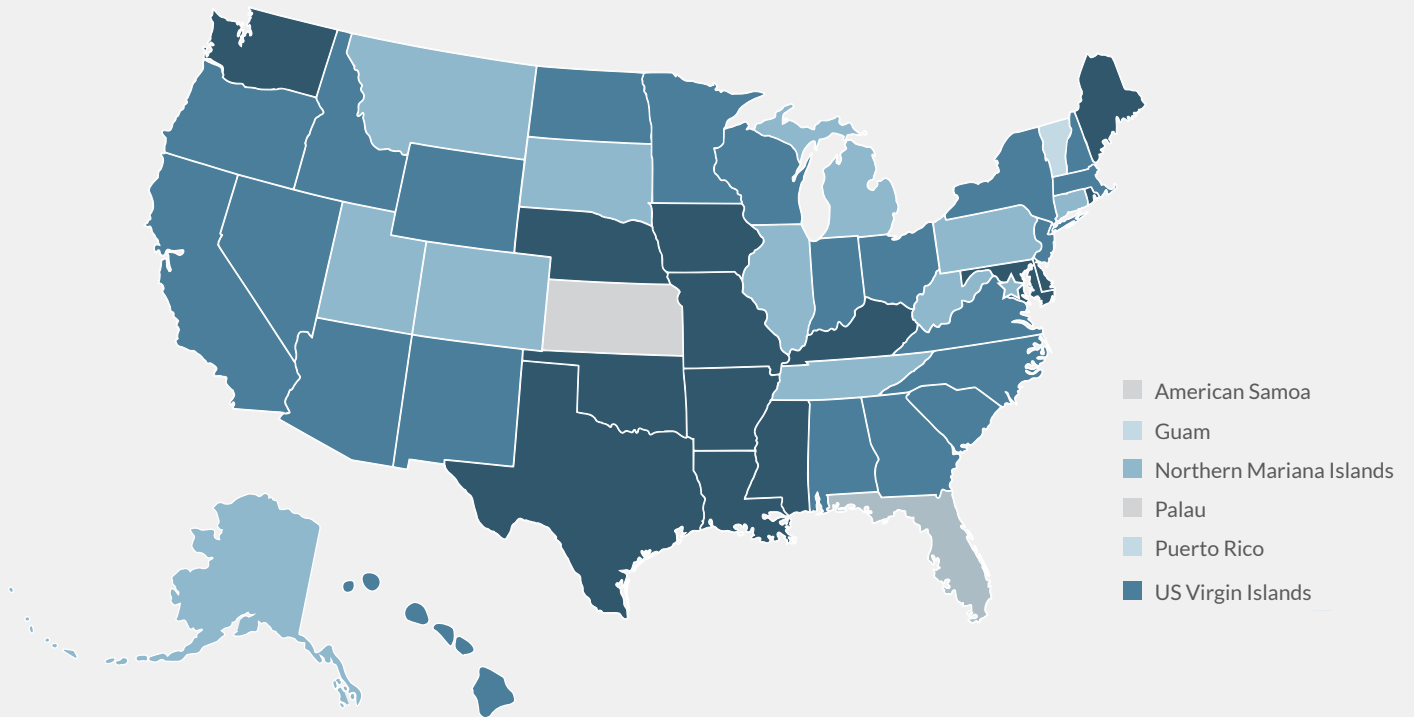 American Samoa
Guam
Northern Mariana Islands
Palau
Puerto Rico
US Virgin Islands